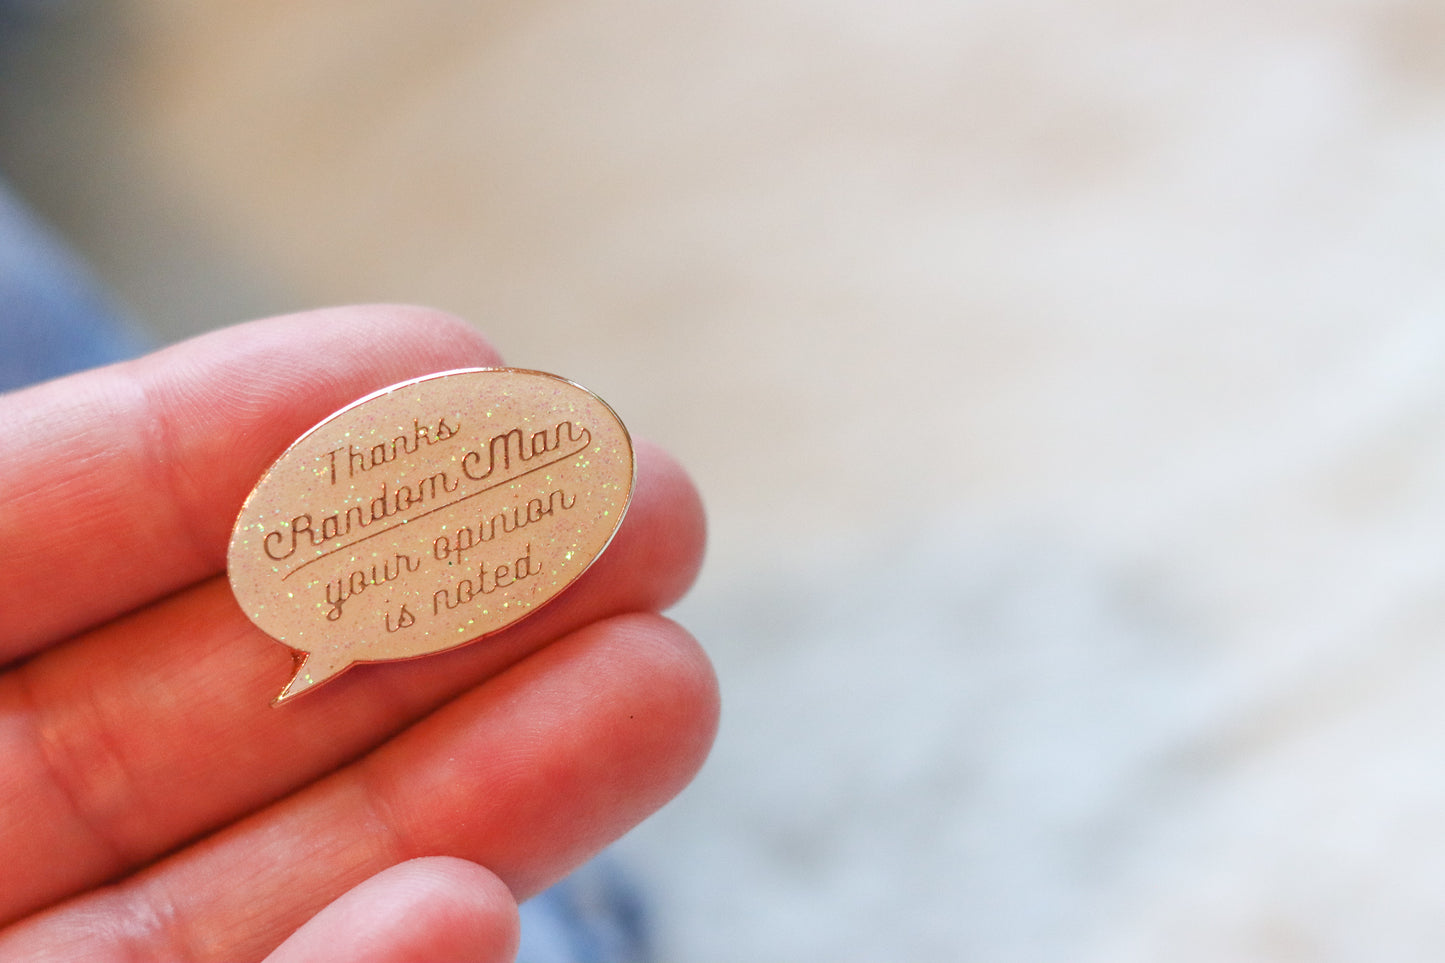 Thanks
Random Man
your opinion
is noted